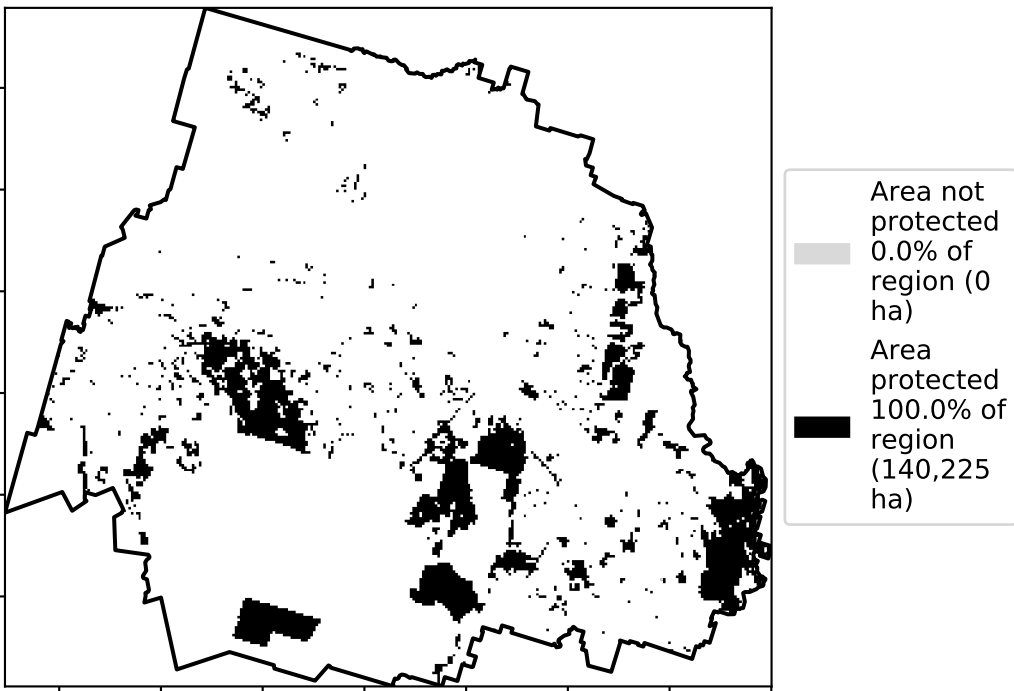 Area not
protected
0.0% of
region (0
ha)
Area
protected
100.0% of
region
(140,225
ha)